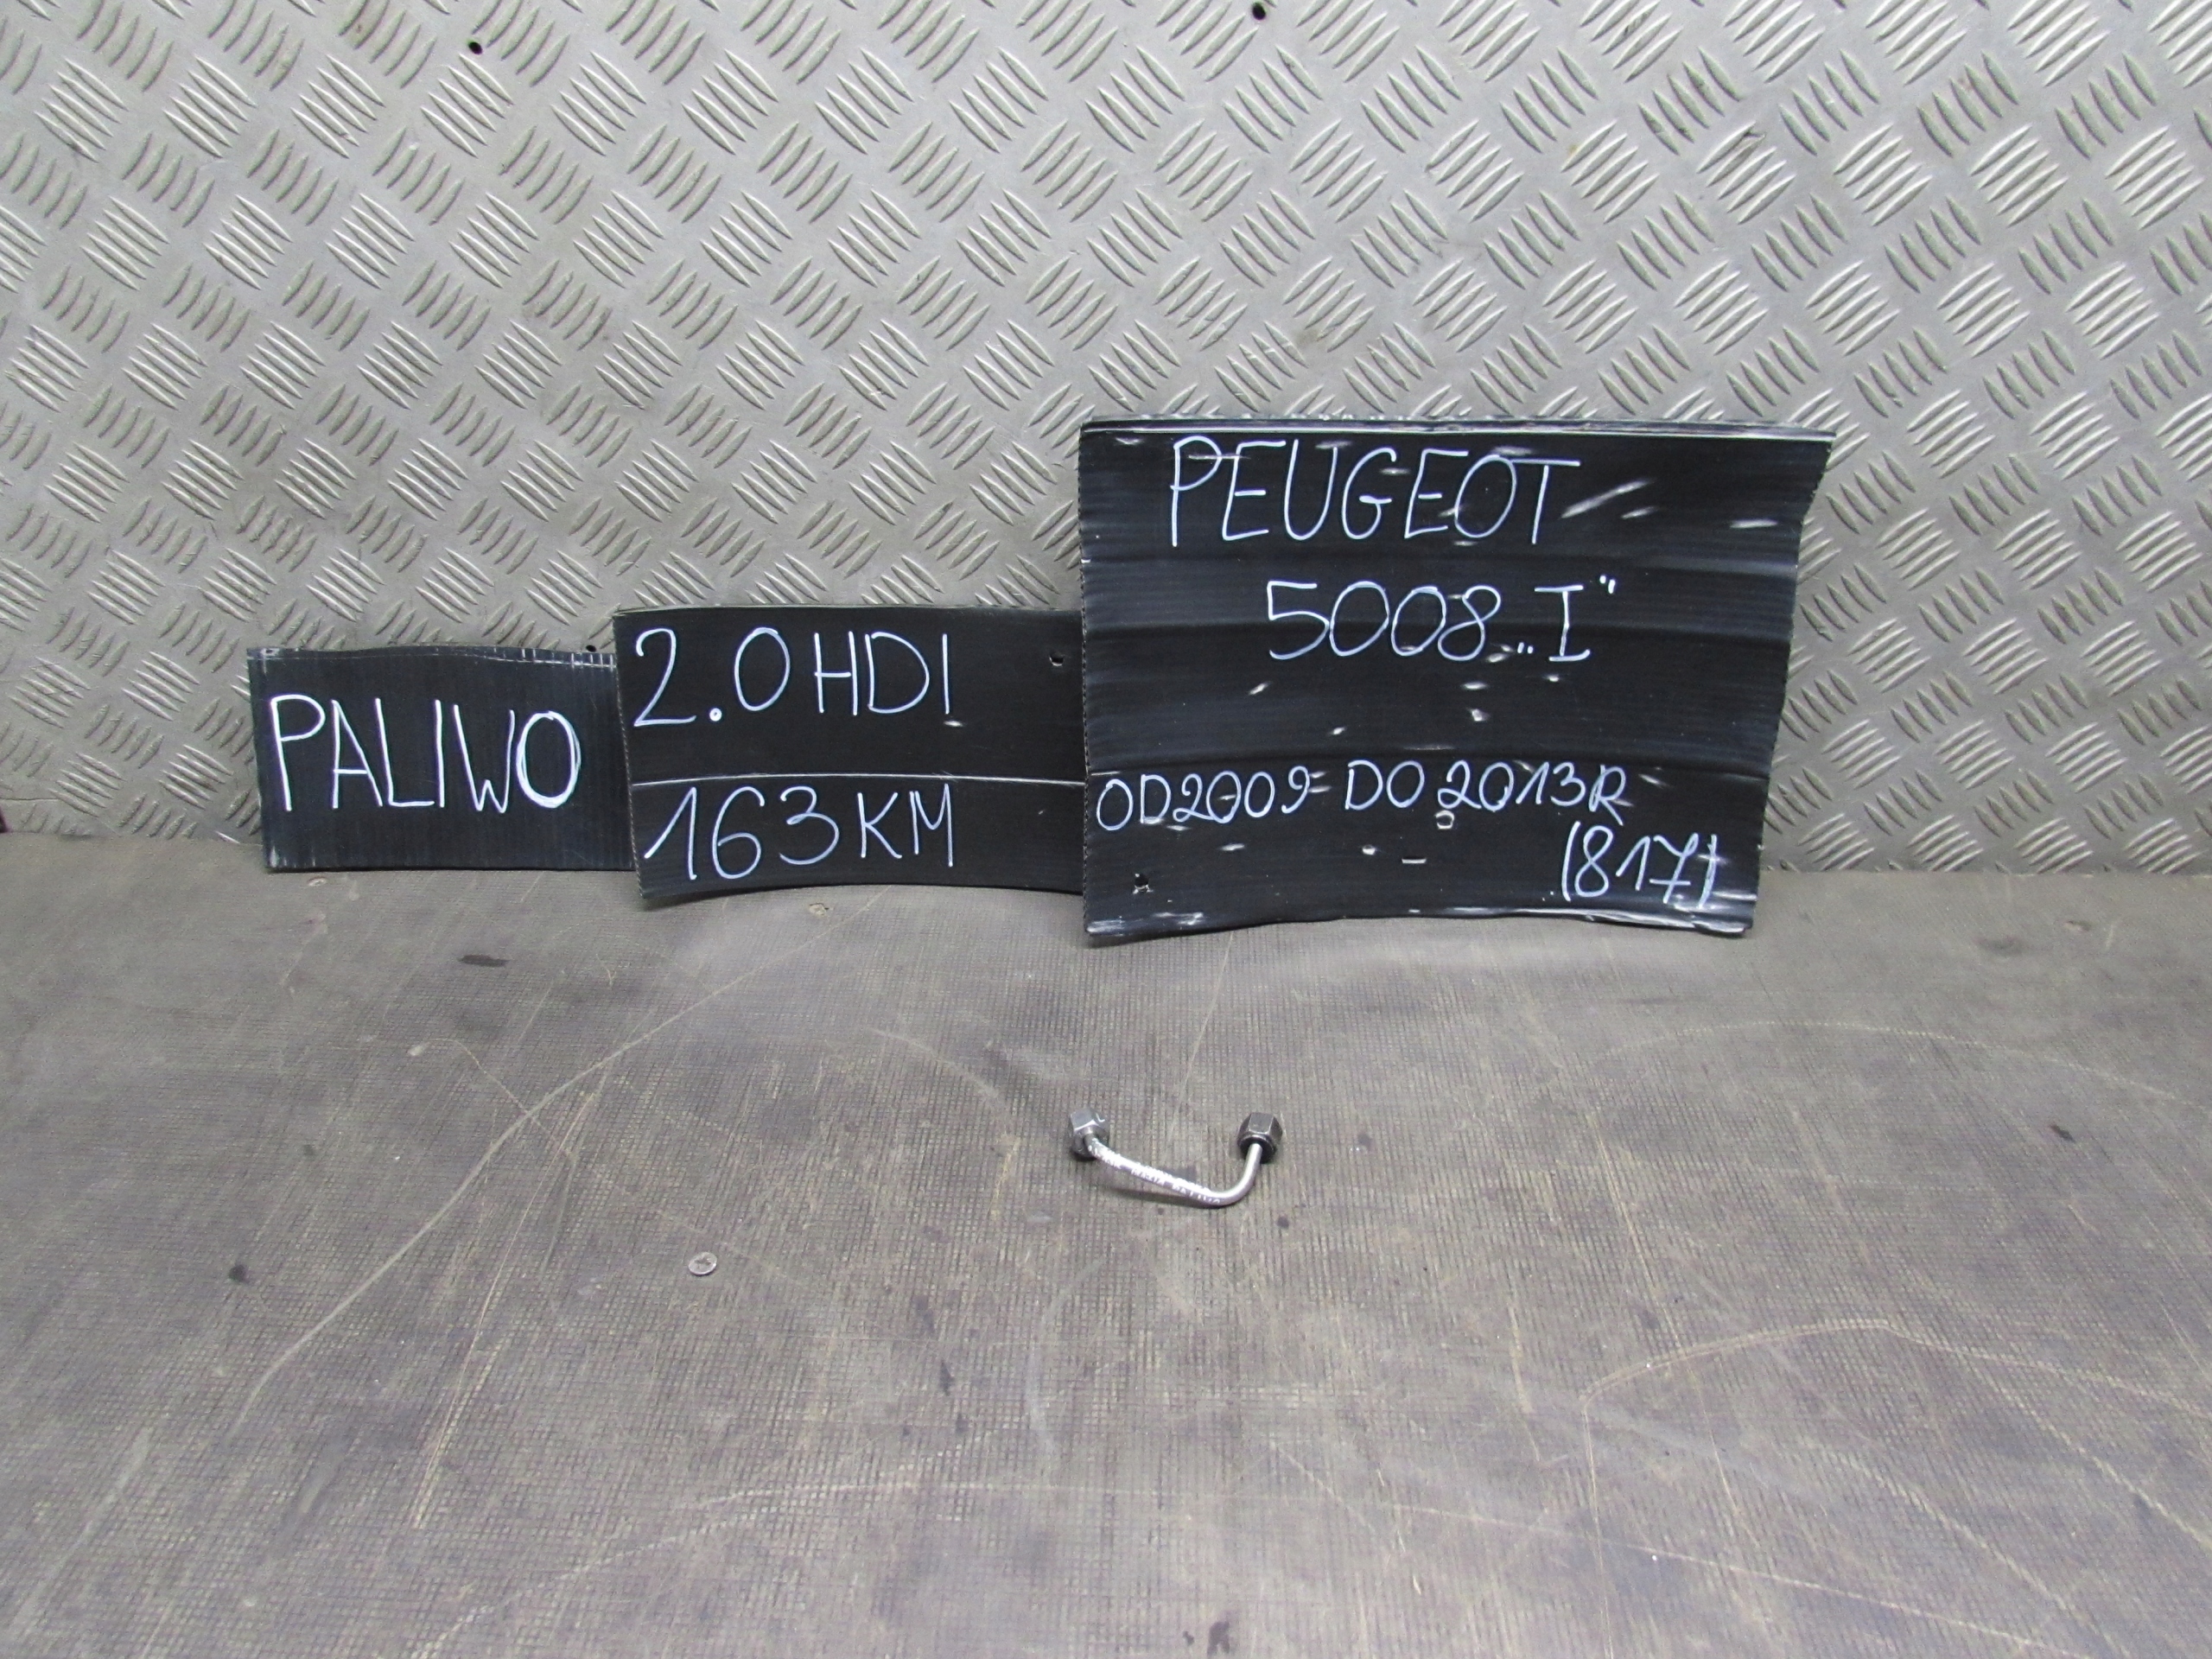 PALIWO
2.0 HDI
163 KM
PEUGEOT
5008 „I"
OD 2009 DO 2013R
(817)